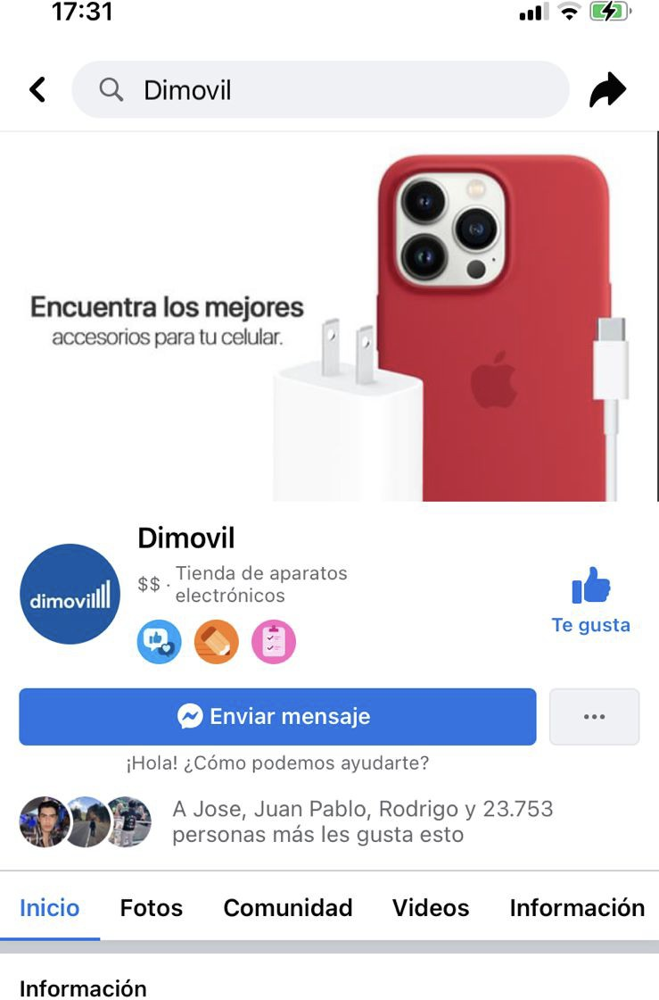 17:31
Dimovil
Encuentra los mejores
accesorios para tu celular.
Dimovil
$$ · Tienda de aparatos
electrónicos
dimovil
Te gusta
Enviar mensaje
¡Hola! ¿Cómo podemos ayudarte?
A Jose, Juan Pablo, Rodrigo y 23.753
personas más les gusta esto
Inicio Fotos Comunidad Videos Información
Información